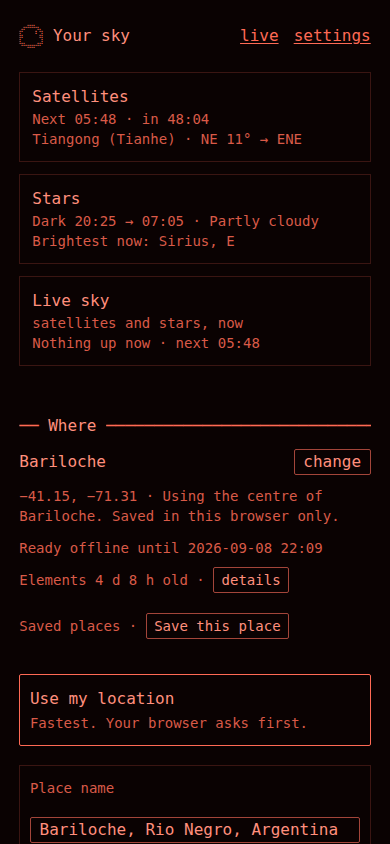 Your sky
live settings
Satellites
Next 05:48 · in 48:04
Tiangong (Tianhe) · NE 11° → ENE
Stars
Dark 20:25 → 07:05 · Partly cloudy
Brightest now: Sirius, E
Live sky
satellites and stars, now
Nothing up now · next 05:48
Where
Bariloche
change
−41.15, −71.31 · Using the centre of
Bariloche. Saved in this browser only.
Ready offline until 2026-09-08 22:09
Elements 4 d 8 h old · details
Saved places · Save this place
Use my location
Fastest. Your browser asks first.
Place name
Bariloche, Rio Negro, Argentina